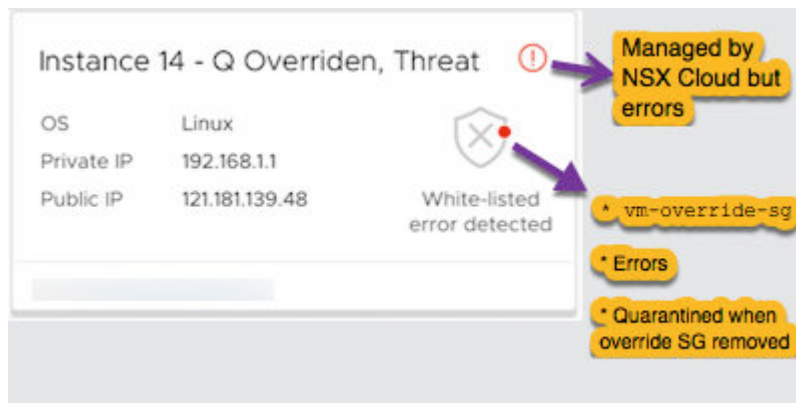 Instance 14 - Q Overriden, Threat
OS Linux
Private IP 192.168.1.1
Public IP 121.181.139.48
White-listed
error detected
Managed by
NSX Cloud but
errors
* vm-override-sg
* Errors
* Quarantined when
override SG removed